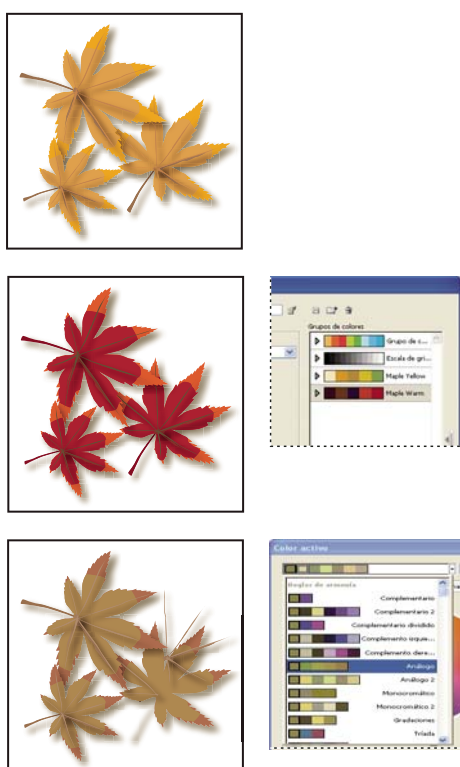 Grupos de colores
Grupo de c...
Escala de gri...
Maple Yellow
Maple Warm
Color activo
Reglas de armonía
Complementario
Complementario 2
Complementario dividido
Complemento izquie...
Complemento dere...
Análogo
Análogo 2
Monocromático
Monocromático 2
Gradaciones
Tríada